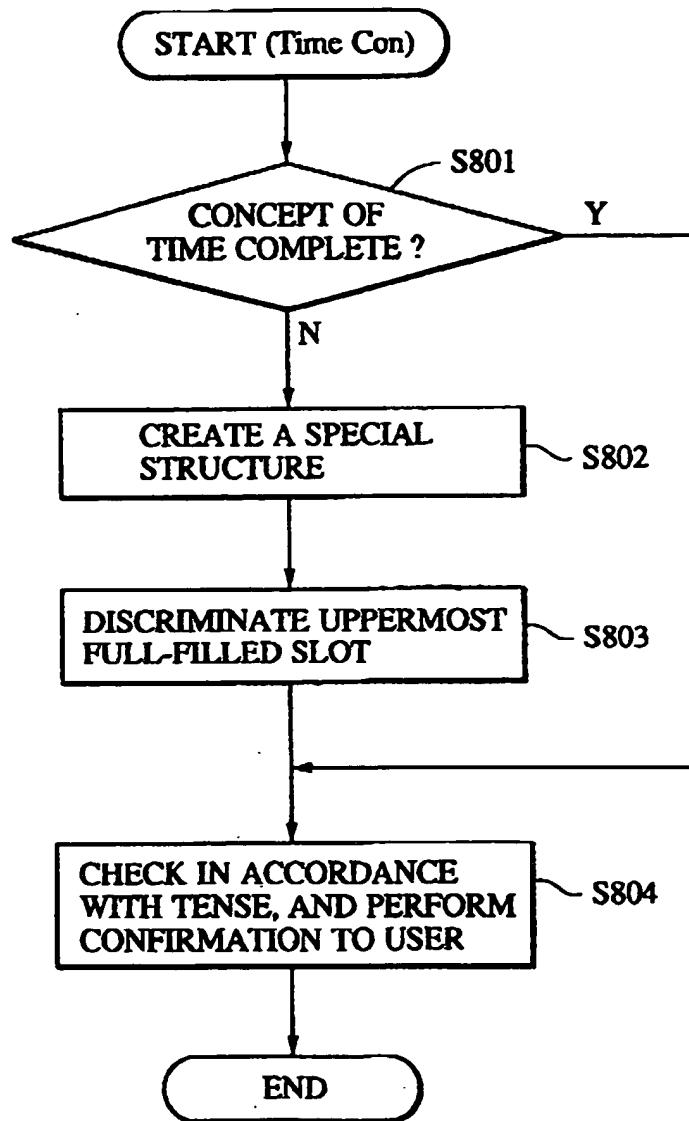 START (Time Con)
S801
CONCEPT OF
TIME COMPLETE ?
Y
N
CREATE A SPECIAL
STRUCTURE
S802
DISCRIMINATE UPPERMOST
FULL-FILLED SLOT
S803
CHECK IN ACCORDANCE
WITH TENSE, AND PERFORM
CONFIRMATION TO USER
S804
END